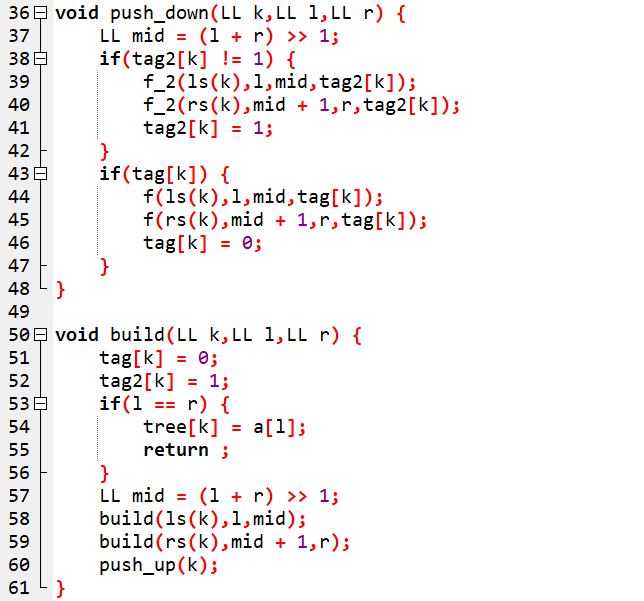 36 void push_down(LL k,LL l,LL r) {
37     LL mid = (l + r) >> 1;
38     if(tag2[k] != 1) {
39         f_2(ls(k),l,mid,tag2[k]);
40         f_2(rs(k),mid + 1,r,tag2[k]);
41         tag2[k] = 1;
42     }
43     if(tag[k]) {
44         f(ls(k),l,mid,tag[k]);
45         f(rs(k),mid + 1,r,tag[k]);
46         tag[k] = 0;
47     }
48 }
49
50 void build(LL k,LL l,LL r) {
51     tag[k] = 0;
52     tag2[k] = 1;
53     if(l == r) {
54         tree[k] = a[l];
55         return ;
56     }
57     LL mid = (l + r) >> 1;
58     build(ls(k),l,mid);
59     build(rs(k),mid + 1,r);
60     push_up(k);
61 }